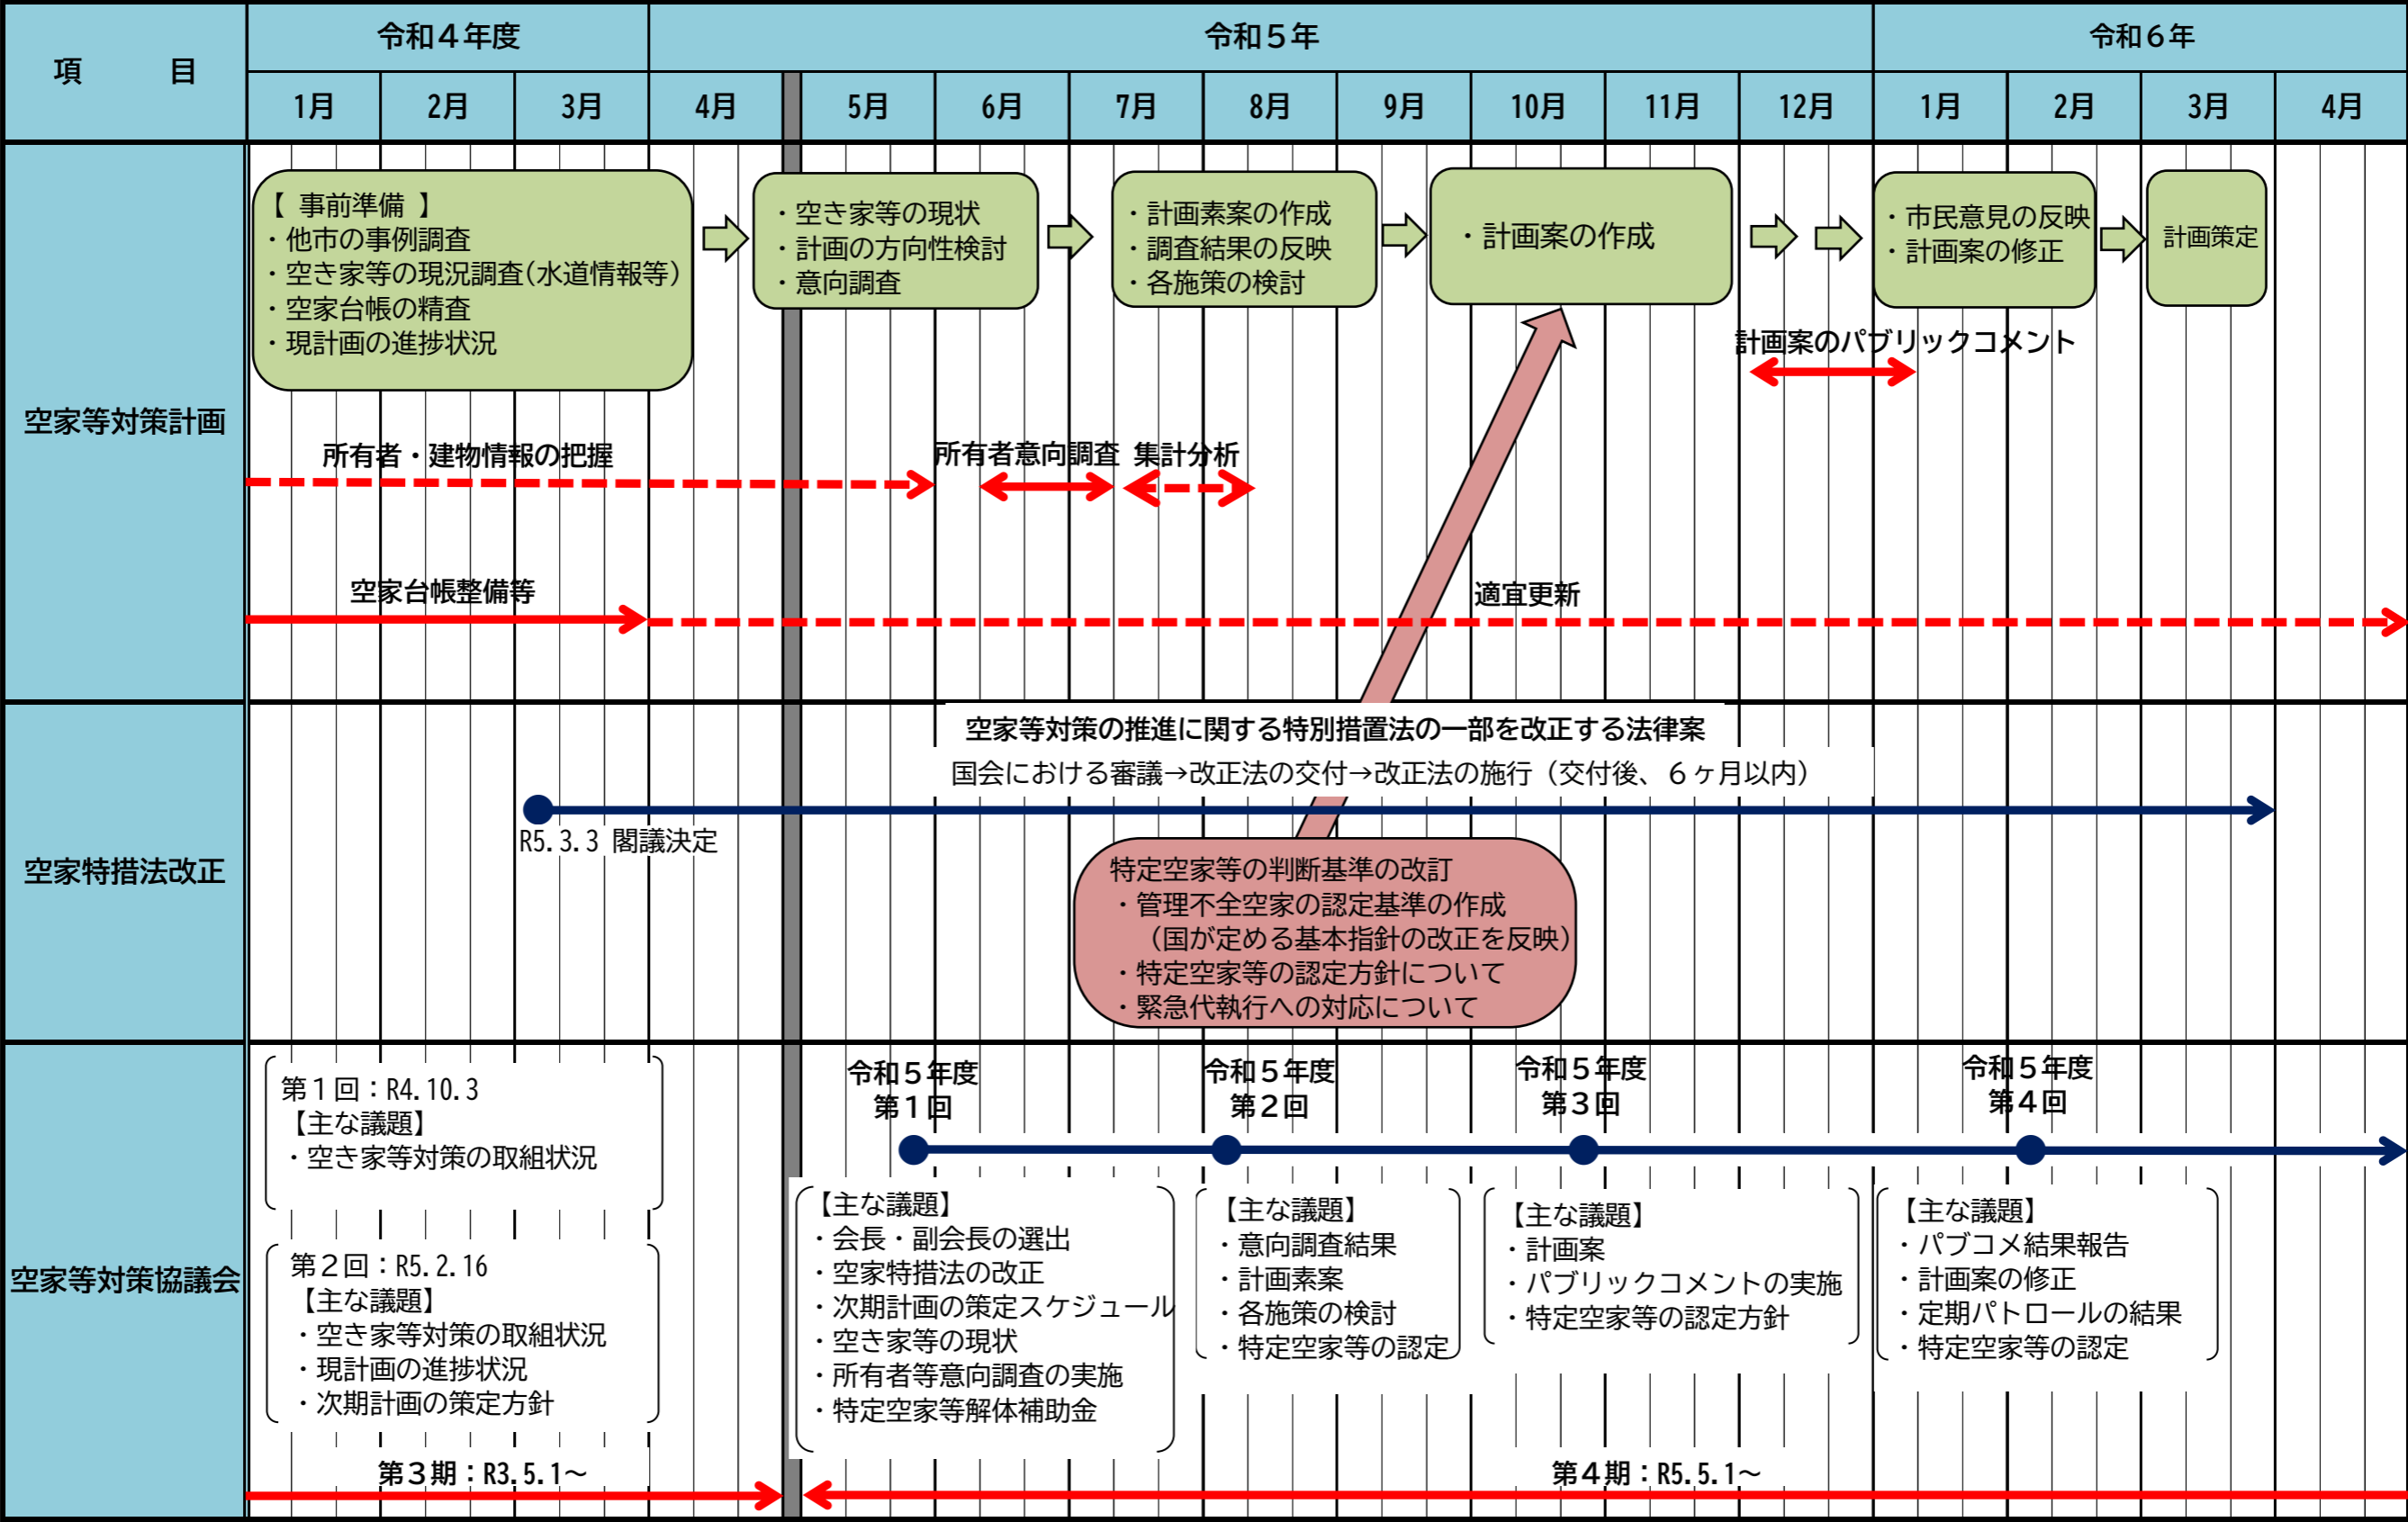 項　　　目
令和４年度
令和５年
令和６年
1月
2月
3月
4月
5月
6月
7月
8月
9月
10月
11月
12月
1月
2月
3月
4月
空家等対策計画
【 事前準備 】
・他市の事例調査
・空き家等の現況調査(水道情報等)
・空家台帳の精査
・現計画の進捗状況
・空き家等の現状
・計画の方向性検討
・意向調査
・計画素案の作成
・調査結果の反映
・各施策の検討
・計画案の作成
・市民意見の反映
・計画案の修正
計画策定
計画案のパブリックコメント
所有者・建物情報の把握
所有者意向調査
集計分析
空家台帳整備等
適宜更新
空家特措法改正
空家等対策の推進に関する特別措置法の一部を改正する法律案
国会における審議→改正法の交付→改正法の施行（交付後、６ヶ月以内）
R5.3.3 閣議決定
特定空家等の判断基準の改訂
・管理不全空家の認定基準の作成
（国が定める基本指針の改正を反映）
・特定空家等の認定方針について
・緊急代執行への対応について
空家等対策協議会
第１回：R4.10.3
【主な議題】
・空き家等対策の取組状況
第２回：R5.2.16
【主な議題】
・空き家等対策の取組状況
・現計画の進捗状況
・次期計画の策定方針
令和５年度
第１回
【主な議題】
・会長・副会長の選出
・空家特措法の改正
・次期計画の策定スケジュール
・空き家等の現状
・所有者等意向調査の実施
・特定空家等解体補助金
令和５年度
第２回
【主な議題】
・意向調査結果
・計画素案
・各施策の検討
・特定空家等の認定
令和５年度
第３回
【主な議題】
・計画案
・パブリックコメントの実施
・特定空家等の認定方針
令和５年度
第４回
【主な議題】
・パブコメ結果報告
・計画案の修正
・定期パトロールの結果
・特定空家等の認定
第３期：R3.5.1～
第４期：R5.5.1～